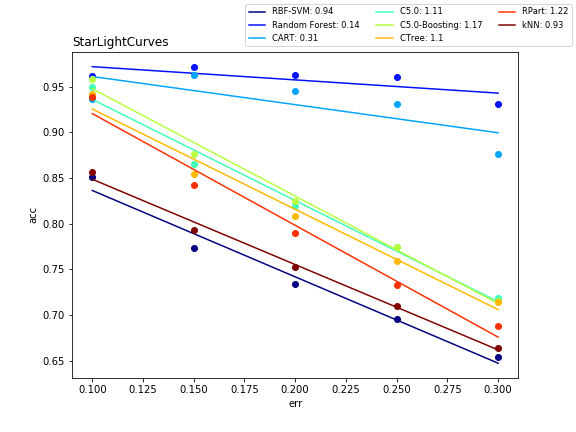 RBF-SVM: 0.94
Random Forest: 0.14
CART: 0.31
C5.0: 1.11
C5.0-Boosting: 1.17
CTree: 1.1
RPart: 1.22
kNN: 0.93
StarLightCurves
acc
0.95
0.90
0.85
0.80
0.75
0.70
0.65
0.100 0.125 0.150 0.175 0.200 0.225 0.250 0.275 0.300
err